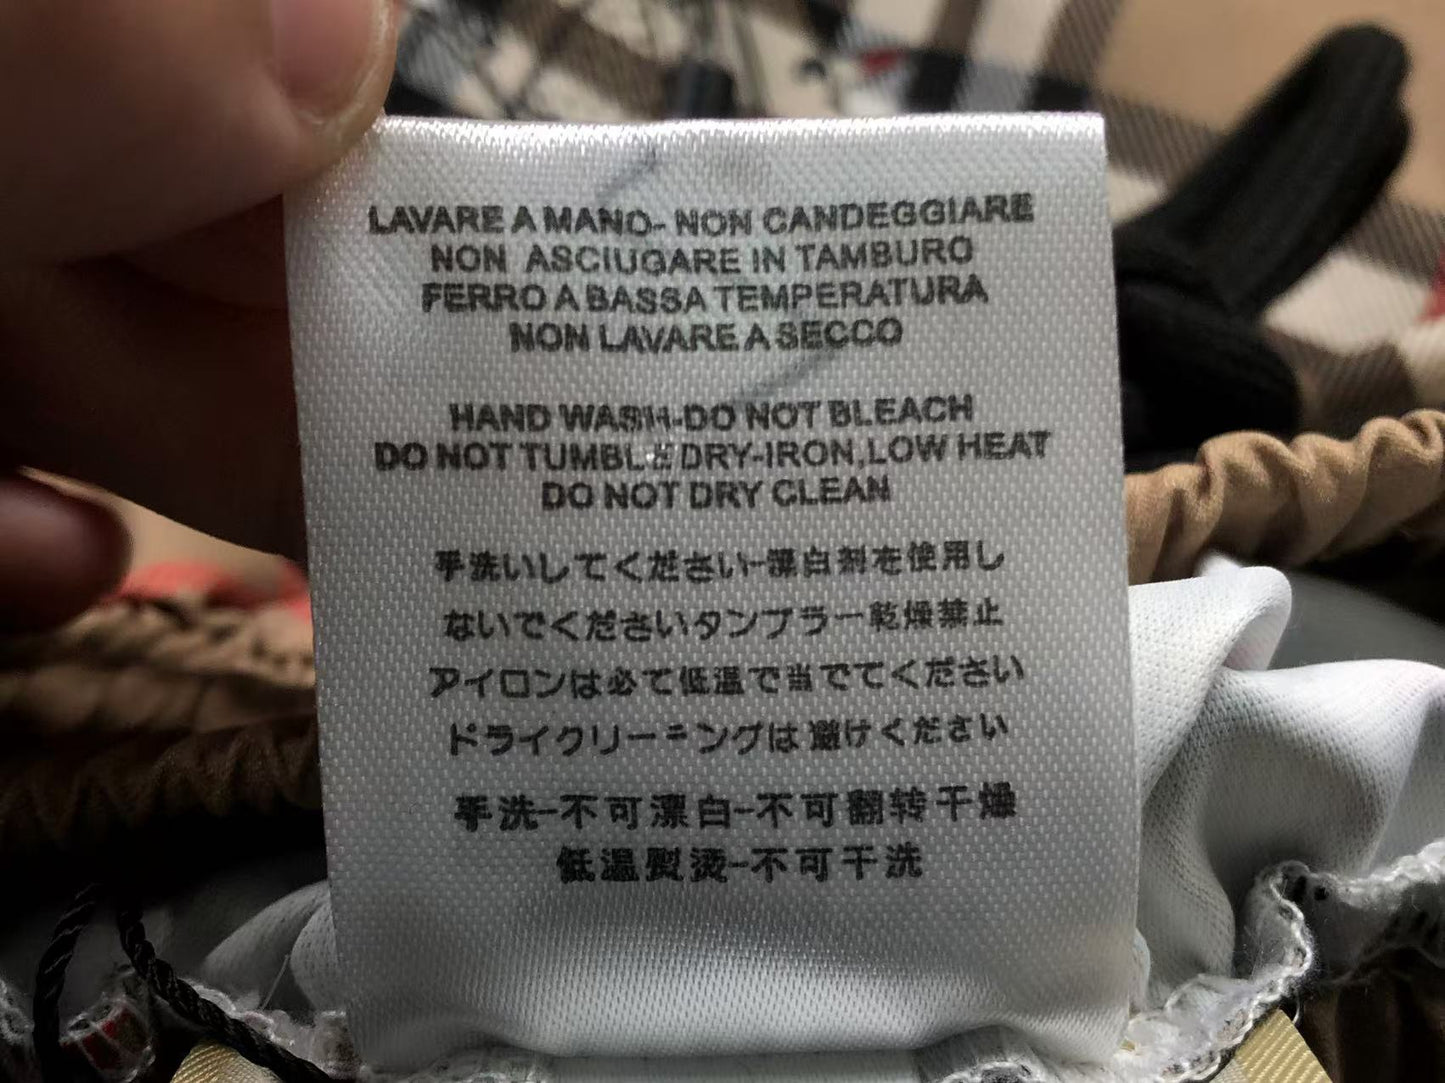 LAVARE A MANO- NON CANDEGGIARE
NON ASCIUGARE IN TAMBURO
FERRO A BASSA TEMPERATURA
NON LAVARE A SECCO
HAND WASH-DO NOT BLEACH
DO NOT TUMBLE DRY-IRON,LOW HEAT
DO NOT DRY CLEAN
手洗いしてください-漂白剤を使用し
ないでくださいタンブラー乾燥禁止
アイロンは必て低温で当でてください
ドライクリーニングは避けください
手洗-不可漂白-不可翻转干燥
低温熨烫-不可干洗